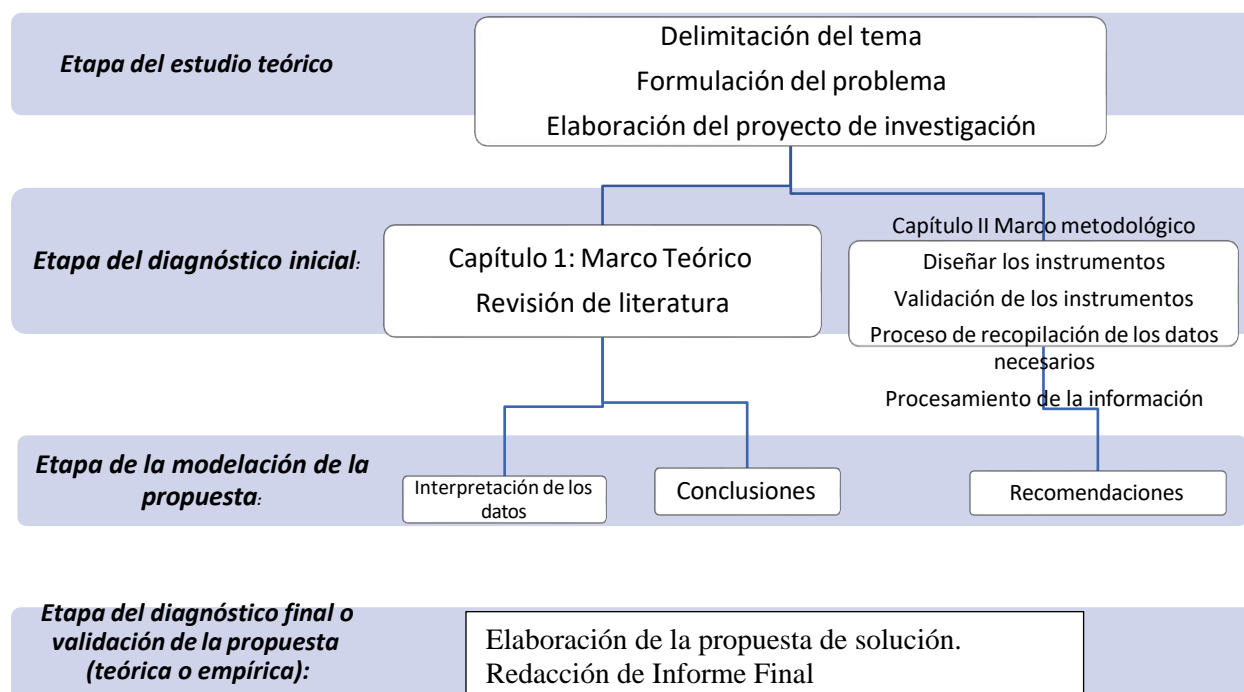 Etapa del estudio teórico
Delimitación del tema
Formulación del problema
Elaboración del proyecto de investigación
Etapa del diagnóstico inicial:
Capítulo 1: Marco Teórico
Revisión de literatura
Capítulo II Marco metodológico
Diseñar los instrumentos
Validación de los instrumentos
Proceso de recopilación de los datos
necesarios
Procesamiento de la información
Etapa de la modelación de la
propuesta:
Interpretación de los
datos
Conclusiones
Recomendaciones
Etapa del diagnóstico final o
validación de la propuesta
(teórica o empírica):
Elaboración de la propuesta de solución.
Redacción de Informe Final